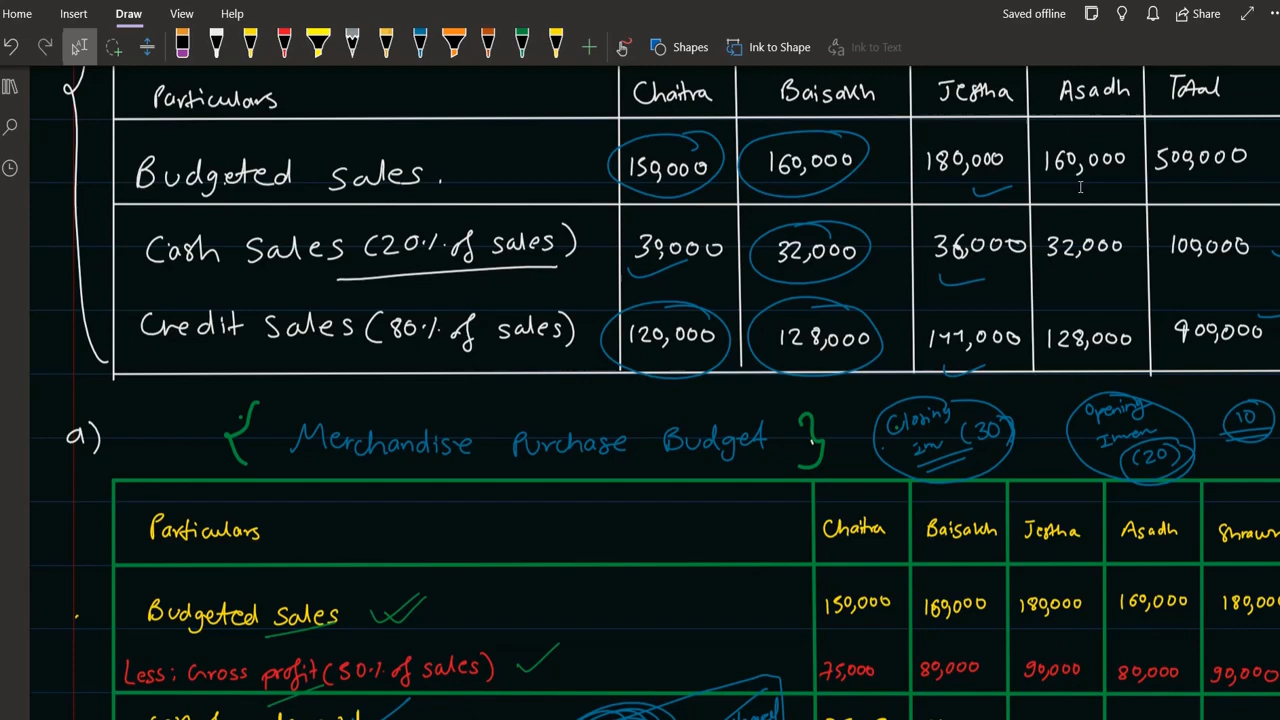 Home Insert Draw View Help Saved offline Share
Shapes Ink to Shape Ink to Text
Particulars Chaitra Baisakh Jestha Asadh Total
Budgeted sales. 150,000 160,000 180,000 160,000 500,000
Cash Sales (20% of sales) 30,000 32,000 36,000 32,000 100,000
Credit Sales (80% of sales) 120,000 128,000 144,000 128,000 400,000
a) { Merchandise Purchase Budget } Closing Inv (30) Opening Inven (20) 10
Particulars Chaitra Baisakh Jestha Asadh Shrawn
Budgeted sales 150,000 160,000 180,000 160,000 180,000
Less: Gross profit (50% of sales) 75,000 80,000 90,000 80,000 90,000